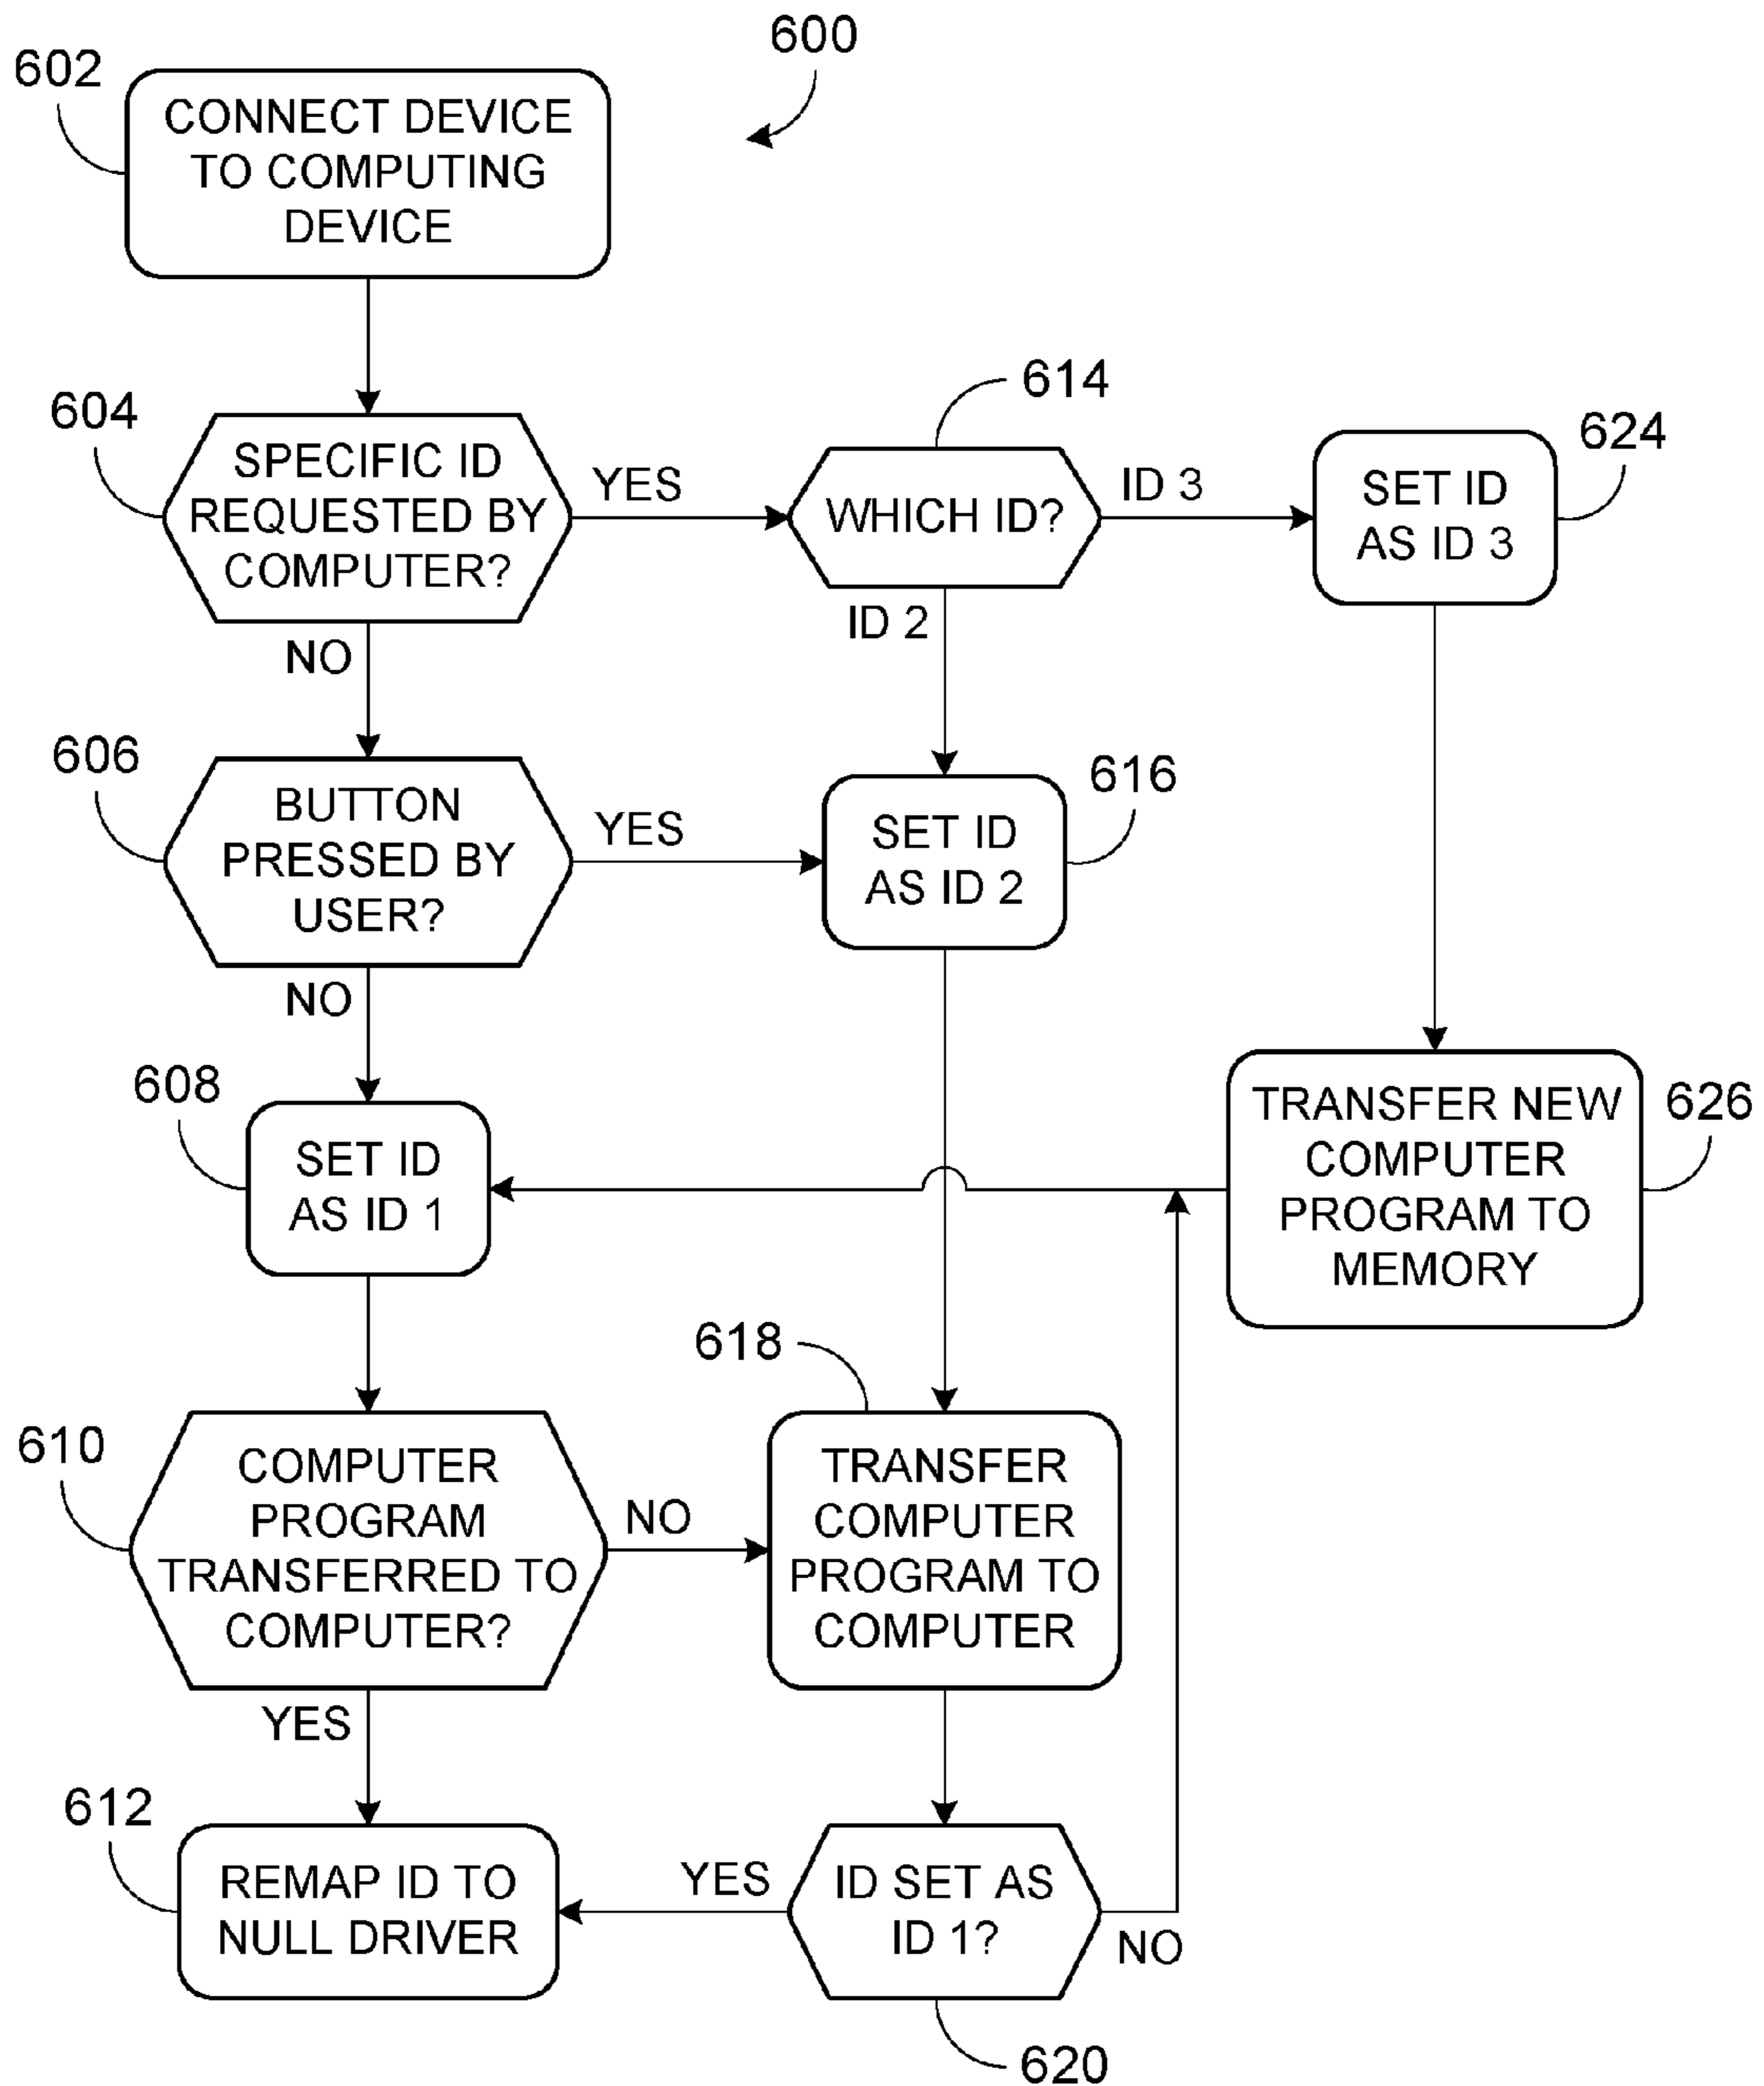 600
602
CONNECT DEVICE
TO COMPUTING
DEVICE
604
SPECIFIC ID
REQUESTED BY
COMPUTER?
YES
NO
614
WHICH ID?
ID 3
ID 2
624
SET ID
AS ID 3
606
BUTTON
PRESSED BY
USER?
YES
NO
616
SET ID
AS ID 2
608
SET ID
AS ID 1
626
TRANSFER NEW
COMPUTER
PROGRAM TO
MEMORY
610
COMPUTER
PROGRAM
TRANSFERRED TO
COMPUTER?
NO
YES
618
TRANSFER
COMPUTER
PROGRAM TO
COMPUTER
612
REMAP ID TO
NULL DRIVER
YES
ID SET AS
ID 1?
NO
620